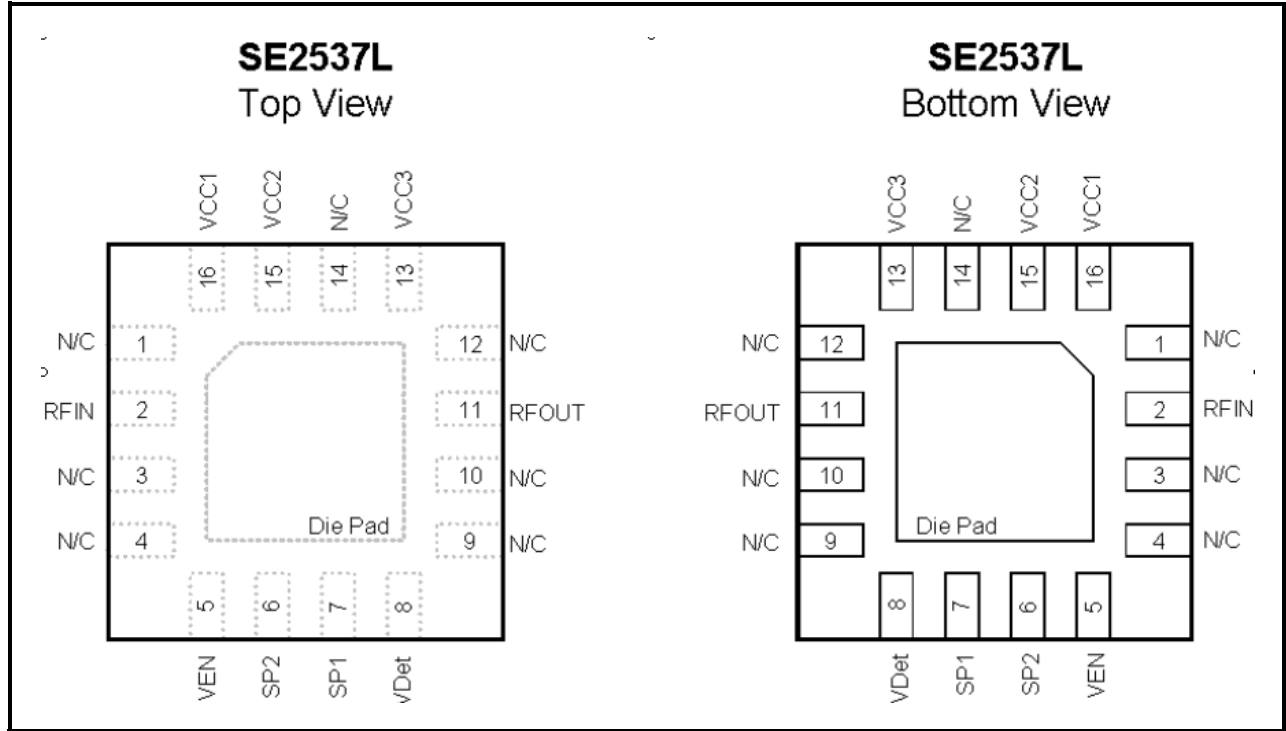 SE2537L
Top View
VCC1
VCC2
N/C
VCC3
16
15
14
13
N/C 1
12 N/C
RFIN 2
11 RFOUT
N/C 3
10 N/C
N/C 4
9 N/C
Die Pad
5
6
7
8
VEN
SP2
SP1
VDet
SE2537L
Bottom View
VCC3
N/C
VCC2
VCC1
13
14
15
16
N/C 12
1 N/C
RFOUT 11
2 RFIN
N/C 10
3 N/C
N/C 9
4 N/C
Die Pad
8
7
6
5
VDet
SP1
SP2
VEN